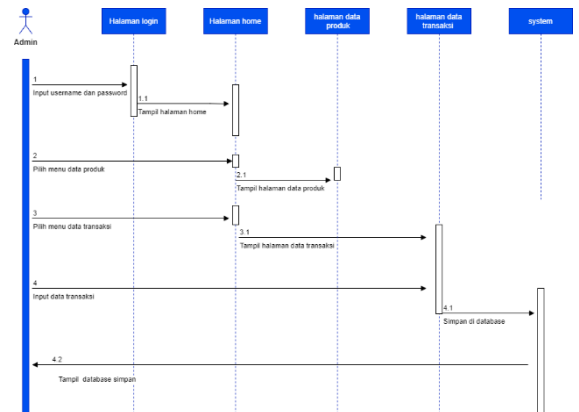 Admin
Halaman login
Halaman home
halaman data
produk
halaman data
transaksi
system
1
Input username dan password
1.1
Tampil halaman home
2
Pilih menu data produk
2.1
Tampil halaman data produk
3
Pilih menu data transaksi
3.1
Tampil halaman data transaksi
4
Input data transaksi
4.1
Simpan di database
4.2
Tampil database simpan